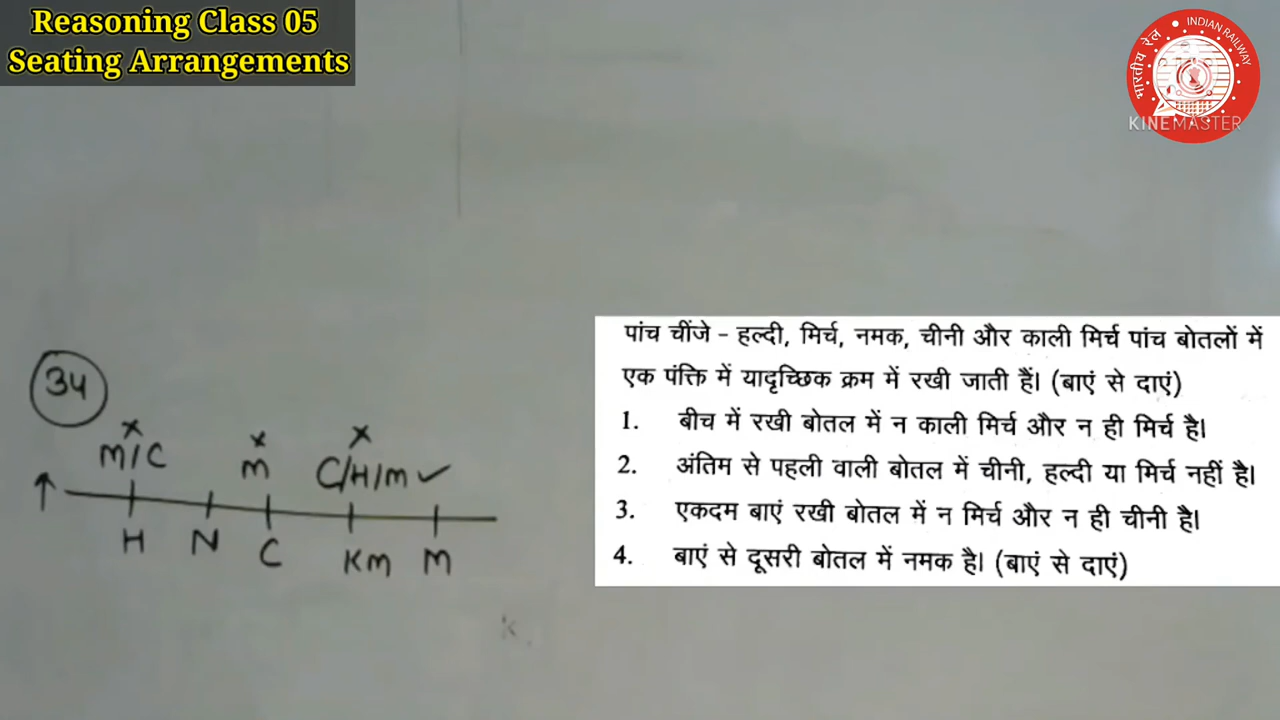 Reasoning Class 05
Seating Arrangements
भारतीय रेल INDIAN RAILWAY
KINEMASTER
पांच चींजे - हल्दी, मिर्च, नमक, चीनी और काली मिर्च पांच बोतलों में
एक पंक्ति में यादृच्छिक क्रम में रखी जाती हैं। (बाएं से दाएं)
1. बीच में रखी बोतल में न काली मिर्च और न ही मिर्च है।
2. अंतिम से पहली वाली बोतल में चीनी, हल्दी या मिर्च नहीं है।
3. एकदम बाएं रखी बोतल में न मिर्च और न ही चीनी है।
4. बाएं से दूसरी बोतल में नमक है। (बाएं से दाएं)
34
M/C M C/H/M ✓
H N C KM M
K